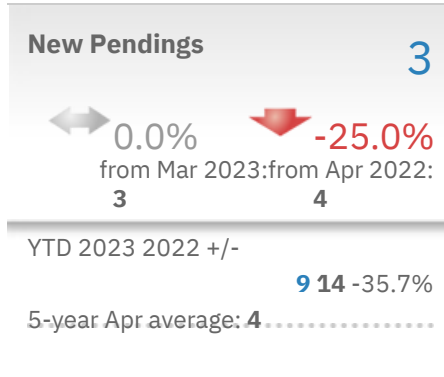 New Pendings 3
0.0% -25.0%
from Mar 2023:from Apr 2022:
3 4
YTD 2023 2022 +/-
9 14 -35.7%
5-year Apr average: 4